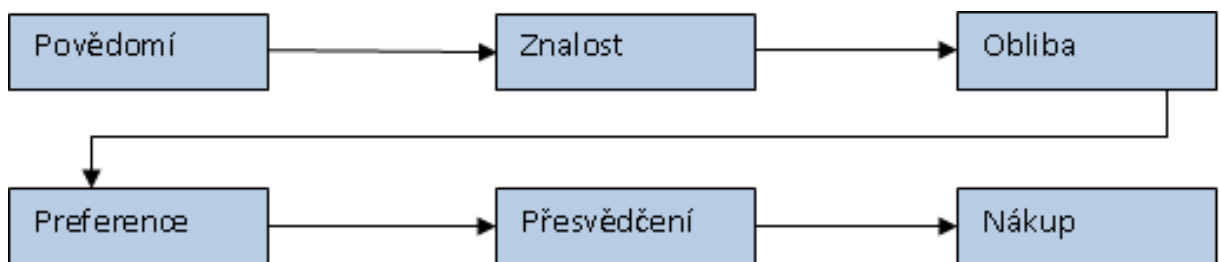 Povědomí
Znalost
Obliba
Preference
Přesvědčení
Nákup